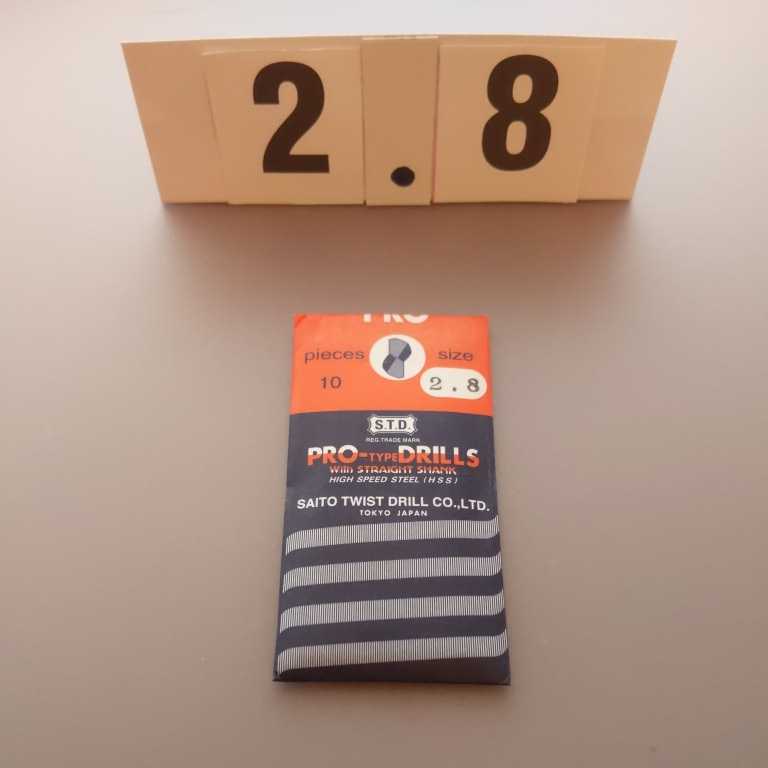 2.8
PRO
pieces size
10 2.8
S.T.D.
REG.TRADE MARK
PRO-TYPE DRILLS
With STRAIGHT SHANK
HIGH SPEED STEEL (HSS)
SAITO TWIST DRILL CO.,LTD.
TOKYO JAPAN